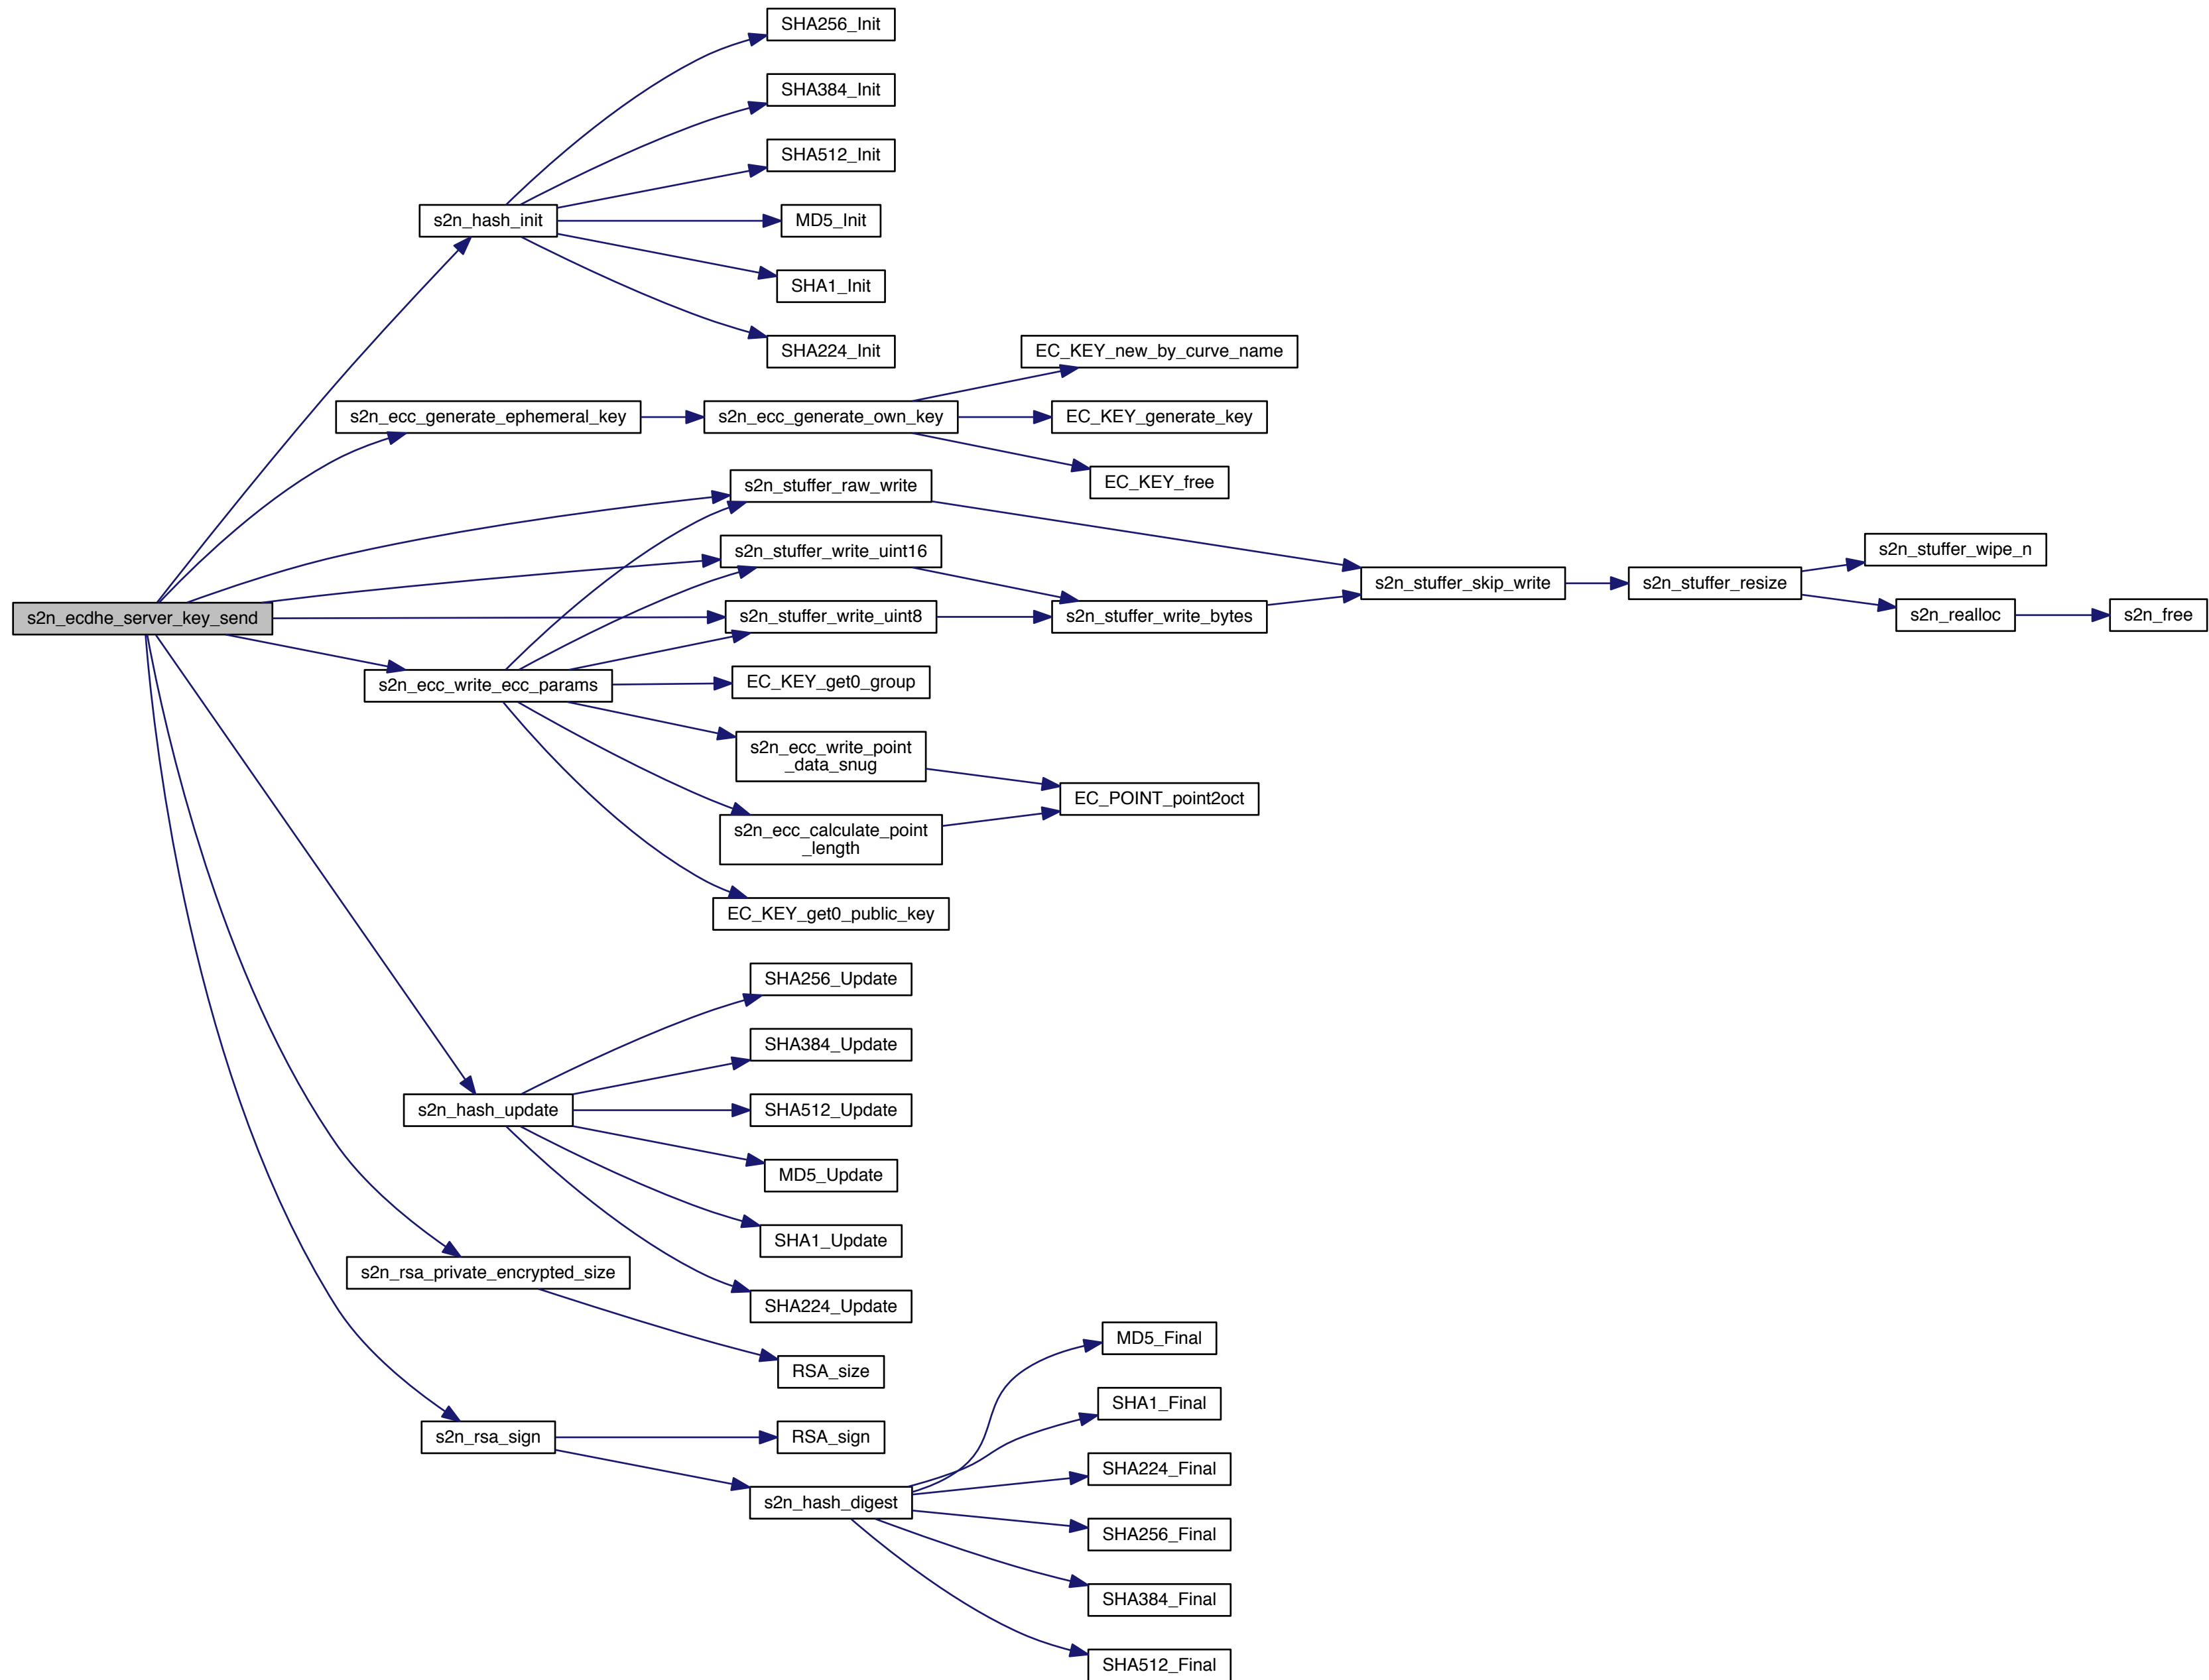 SHA256_Init
SHA384_Init
SHA512_Init
s2n_hash_init
MD5_Init
SHA1_Init
SHA224_Init
EC_KEY_new_by_curve_name
s2n_ecc_generate_ephemeral_key
s2n_ecc_generate_own_key
EC_KEY_generate_key
EC_KEY_free
s2n_stuffer_raw_write
s2n_stuffer_write_uint16
s2n_stuffer_wipe_n
s2n_stuffer_skip_write
s2n_stuffer_resize
s2n_ecdhe_server_key_send
s2n_stuffer_write_uint8
s2n_stuffer_write_bytes
s2n_realloc
s2n_free
s2n_ecc_write_ecc_params
EC_KEY_get0_group
s2n_ecc_write_point
_data_snug
EC_POINT_point2oct
s2n_ecc_calculate_point
_length
EC_KEY_get0_public_key
SHA256_Update
SHA384_Update
s2n_hash_update
SHA512_Update
MD5_Update
SHA1_Update
s2n_rsa_private_encrypted_size
SHA224_Update
MD5_Final
RSA_size
SHA1_Final
s2n_rsa_sign
RSA_sign
SHA224_Final
s2n_hash_digest
SHA256_Final
SHA384_Final
SHA512_Final